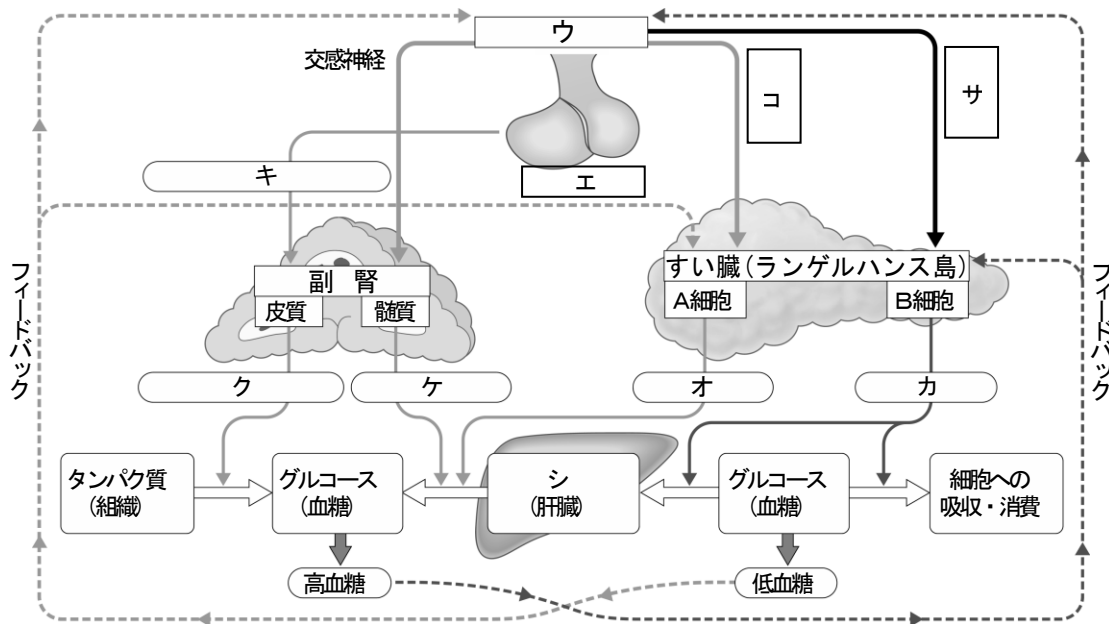 ウ
交感神経
コ
サ
キ
エ
副 腎
皮質
髄質
すい臓(ランゲルハンス島)
A細胞
B細胞
フィードバック
フィードバック
ク
ケ
オ
カ
タンパク質
(組織)
グルコース
(血糖)
シ
(肝臓)
グルコース
(血糖)
細胞への
吸収・消費
高血糖
低血糖